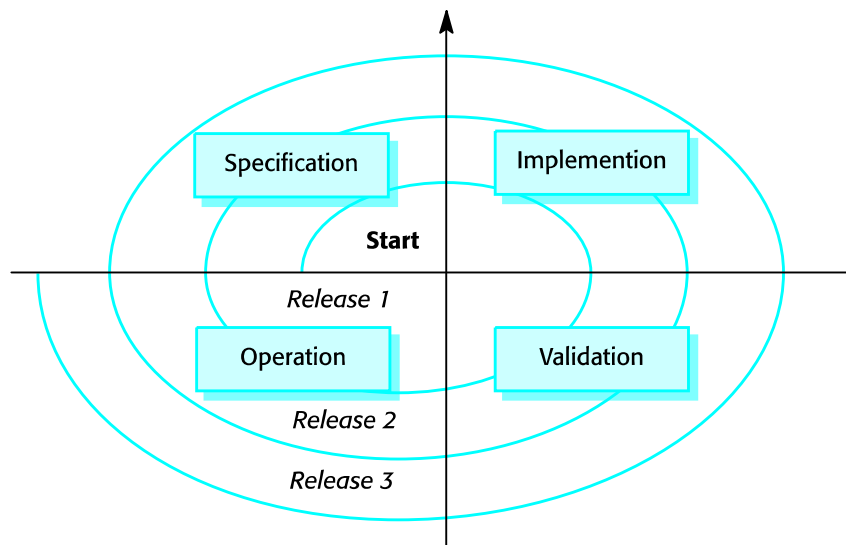 Specification
Implemention
Start
Release 1
Operation
Validation
Release 2
Release 3